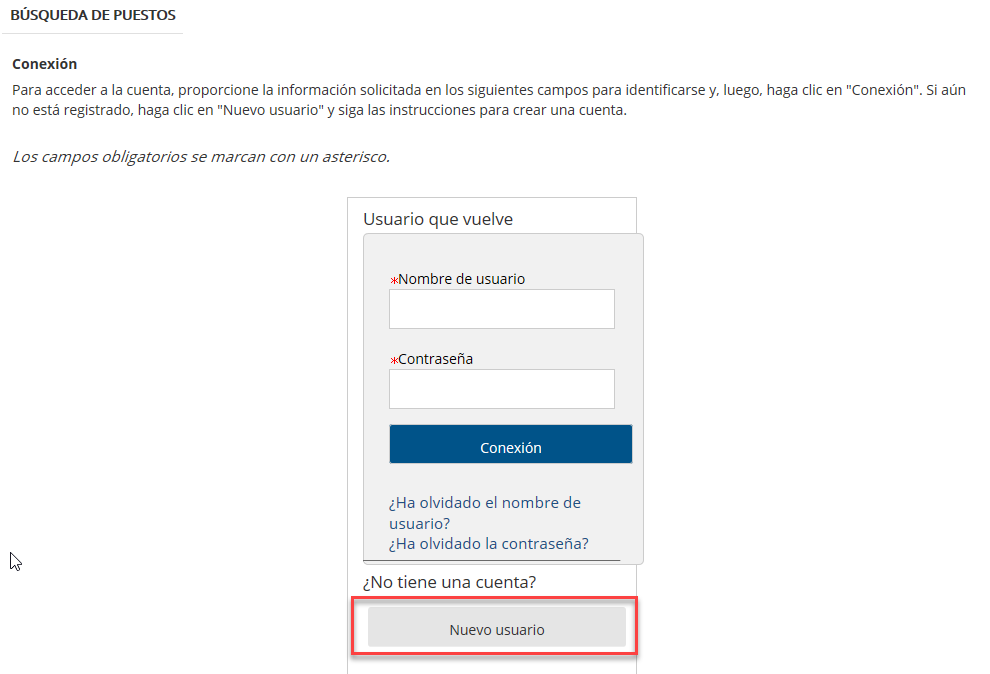 BÚSQUEDA DE PUESTOS
Conexión
Para acceder a la cuenta, proporcione la información solicitada en los siguientes campos para identificarse y, luego, haga clic en "Conexión". Si aún
no está registrado, haga clic en "Nuevo usuario" y siga las instrucciones para crear una cuenta.
Los campos obligatorios se marcan con un asterisco.
Usuario que vuelve
*Nombre de usuario
*Contraseña
Conexión
¿Ha olvidado el nombre de
usuario?
¿Ha olvidado la contraseña?
¿No tiene una cuenta?
Nuevo usuario